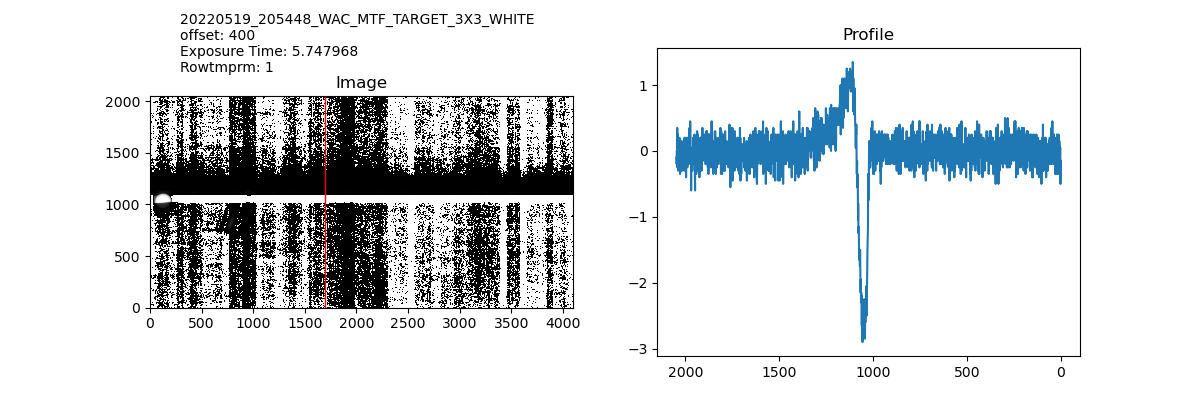 20220519_205448_WAC_MTF_TARGET_3X3_WHITE
offset: 400
Exposure Time: 5.747968
Rowtmprm: 1
Image
2000
1500
1000
500
0
0 500 1000 1500 2000 2500 3000 3500 4000
Profile
1
0
−1
−2
−3
2000 1500 1000 500 0